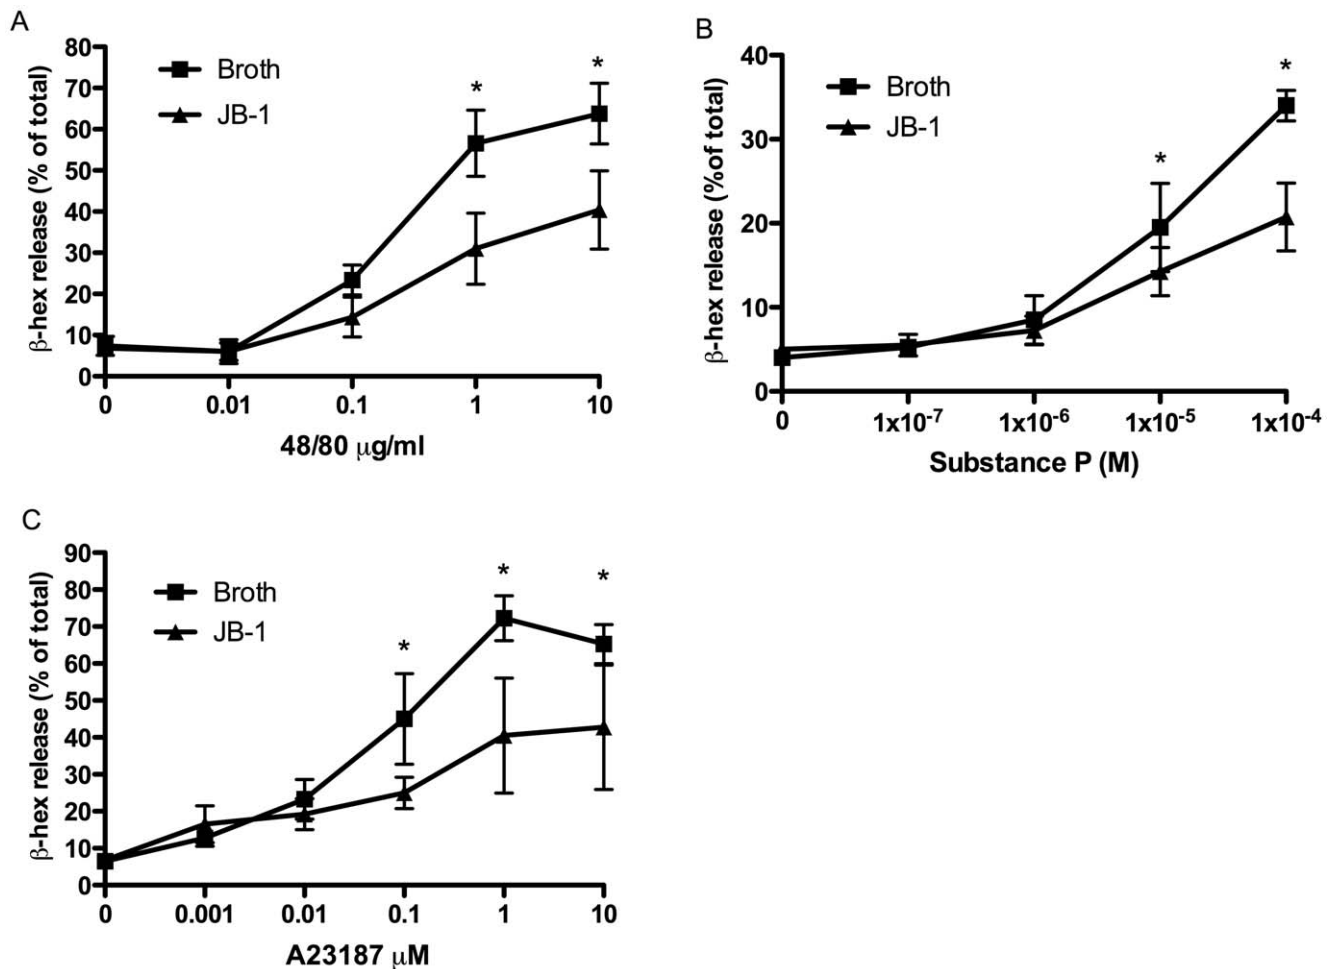 A
80
70
60
50
40
30
20
10
0
β-hex release (% of total)
Broth
JB-1
*
*
0 0.01 0.1 1 10
48/80 μg/ml
B
40
30
20
10
0
β-hex release (%of total)
Broth
JB-1
*
*
0 1x10-7 1x10-6 1x10-5 1x10-4
Substance P (M)
C
90
80
70
60
50
40
30
20
10
0
β-hex release (% of total)
Broth
JB-1
*
*
*
0 0.001 0.01 0.1 1 10
A23187 μM